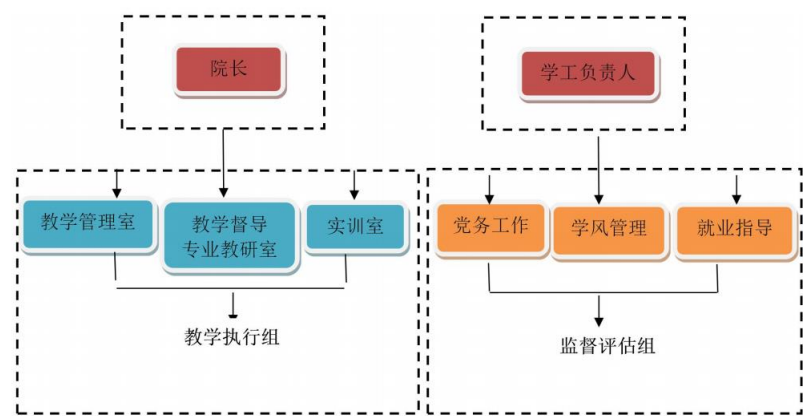 院长
学工负责人
教学管理室
教学督导
专业教研室
实训室
党务工作
学风管理
就业指导
教学执行组
监督评估组